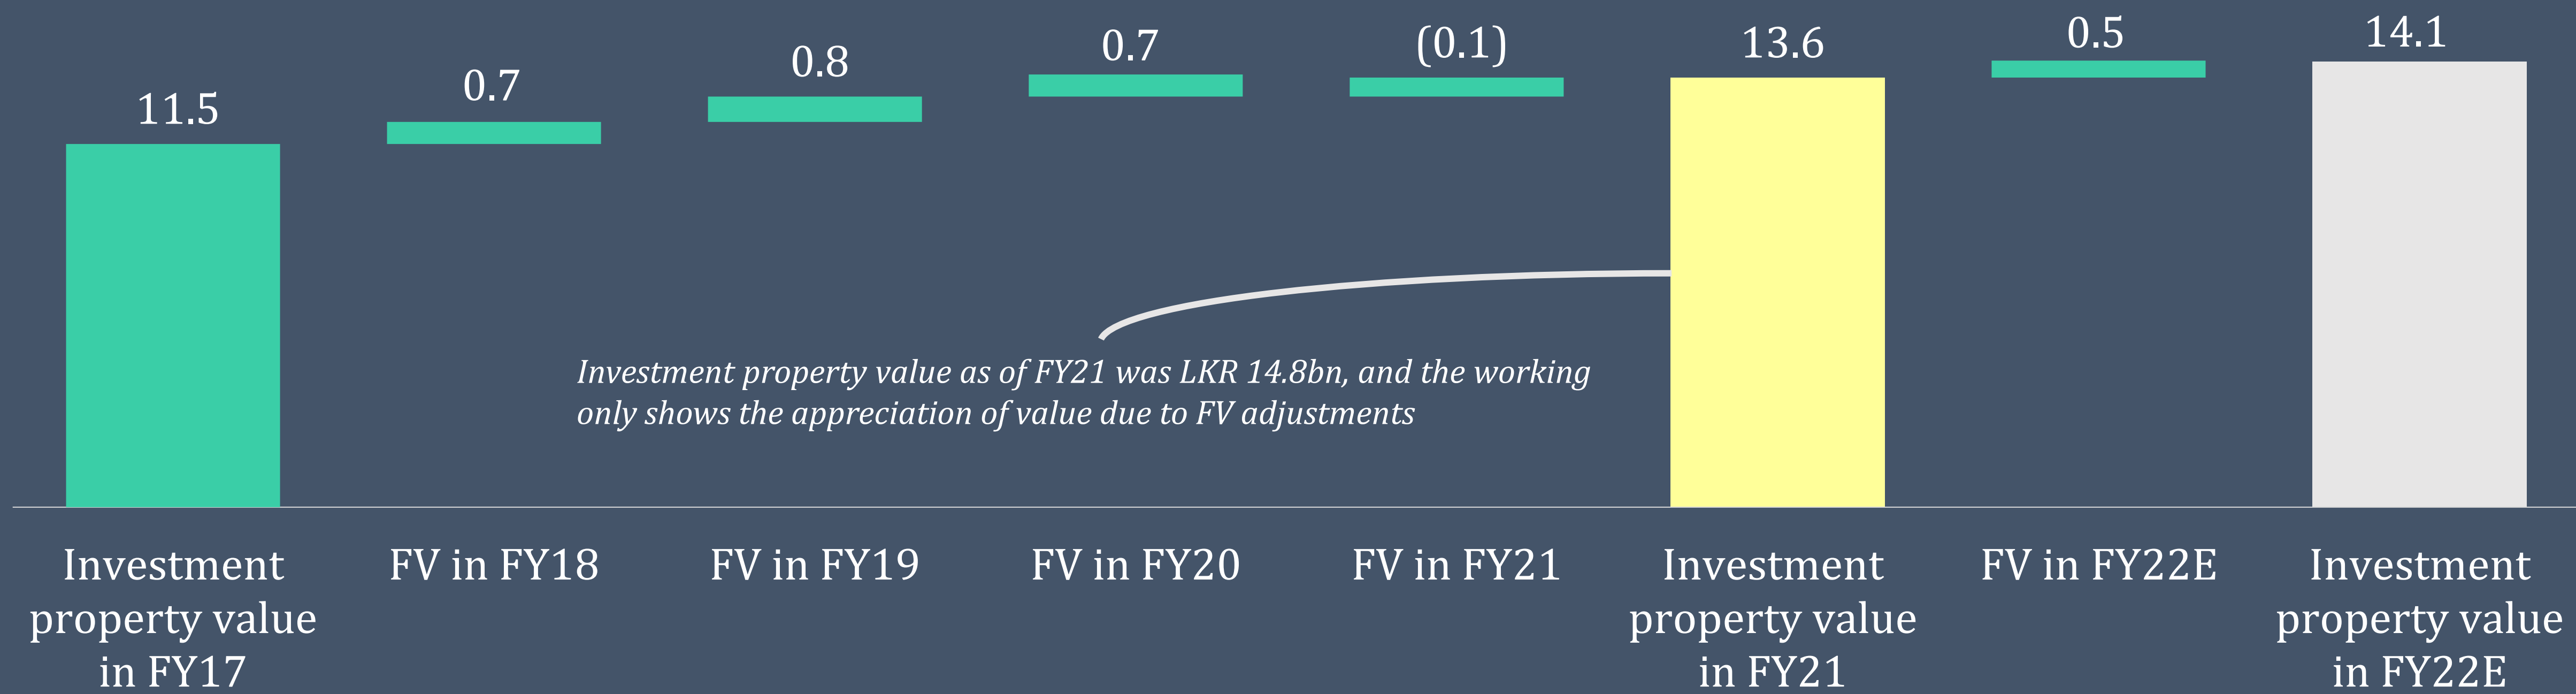 11.5
0.7
0.8
0.7
(0.1)
13.6
0.5
14.1
Investment property value as of FY21 was LKR 14.8bn, and the working
only shows the appreciation of value due to FV adjustments
Investment
property value
in FY17
FV in FY18
FV in FY19
FV in FY20
FV in FY21
Investment
property value
in FY21
FV in FY22E
Investment
property value
in FY22E